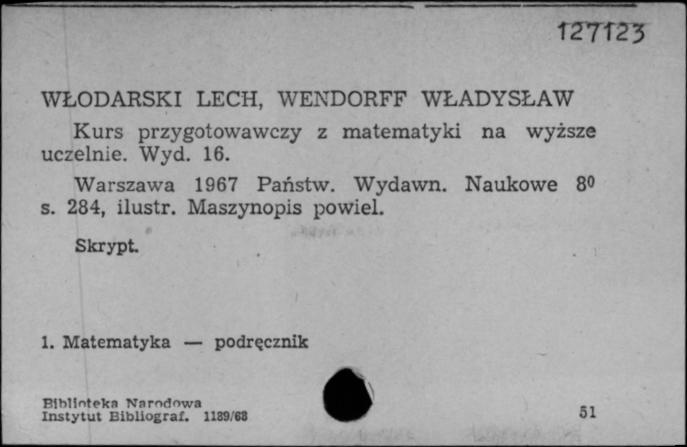 127123
WŁODARSKI LECH, WENDORFF WŁADYSŁAW
Kurs przygotowawczy z matematyki na wyższe
uczelnie. Wyd. 16.
Warszawa 1967 Państw. Wydawn. Naukowe 8⁰
s. 284, ilustr. Maszynopis powiel.
Skrypt.
1. Matematyka — podręcznik
Biblioteka Narodowa
Instytut Bibliograf. 1189/68
51